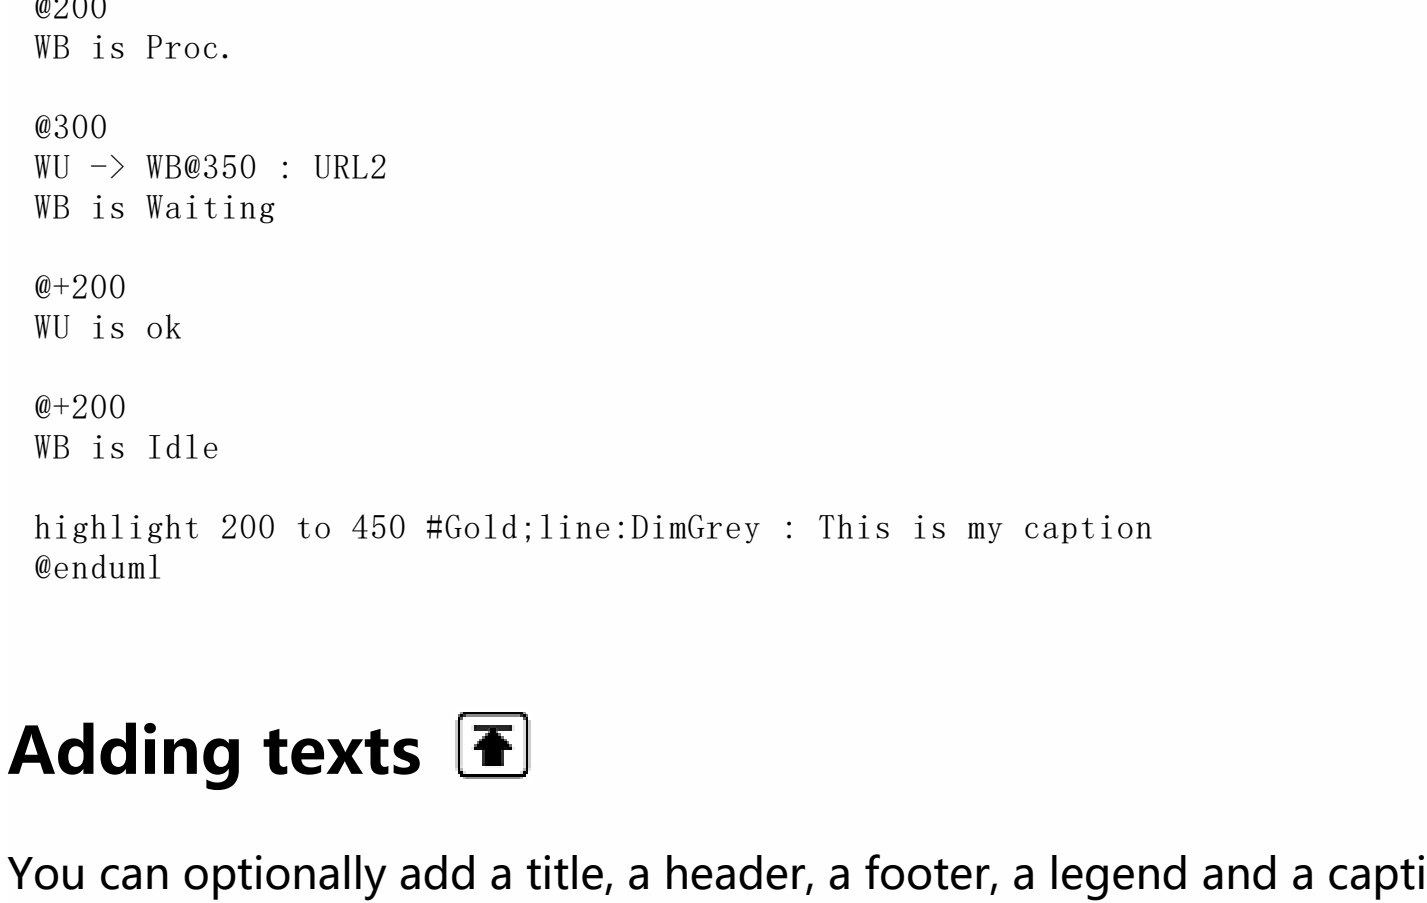 @200
WB is Proc.
@300
WU -> WB@350 : URL2
WB is Waiting
@+200
WU is ok
@+200
WB is Idle
highlight 200 to 450 #Gold;line:DimGrey : This is my caption
@enduml
Adding texts
You can optionally add a title, a header, a footer, a legend and a capti